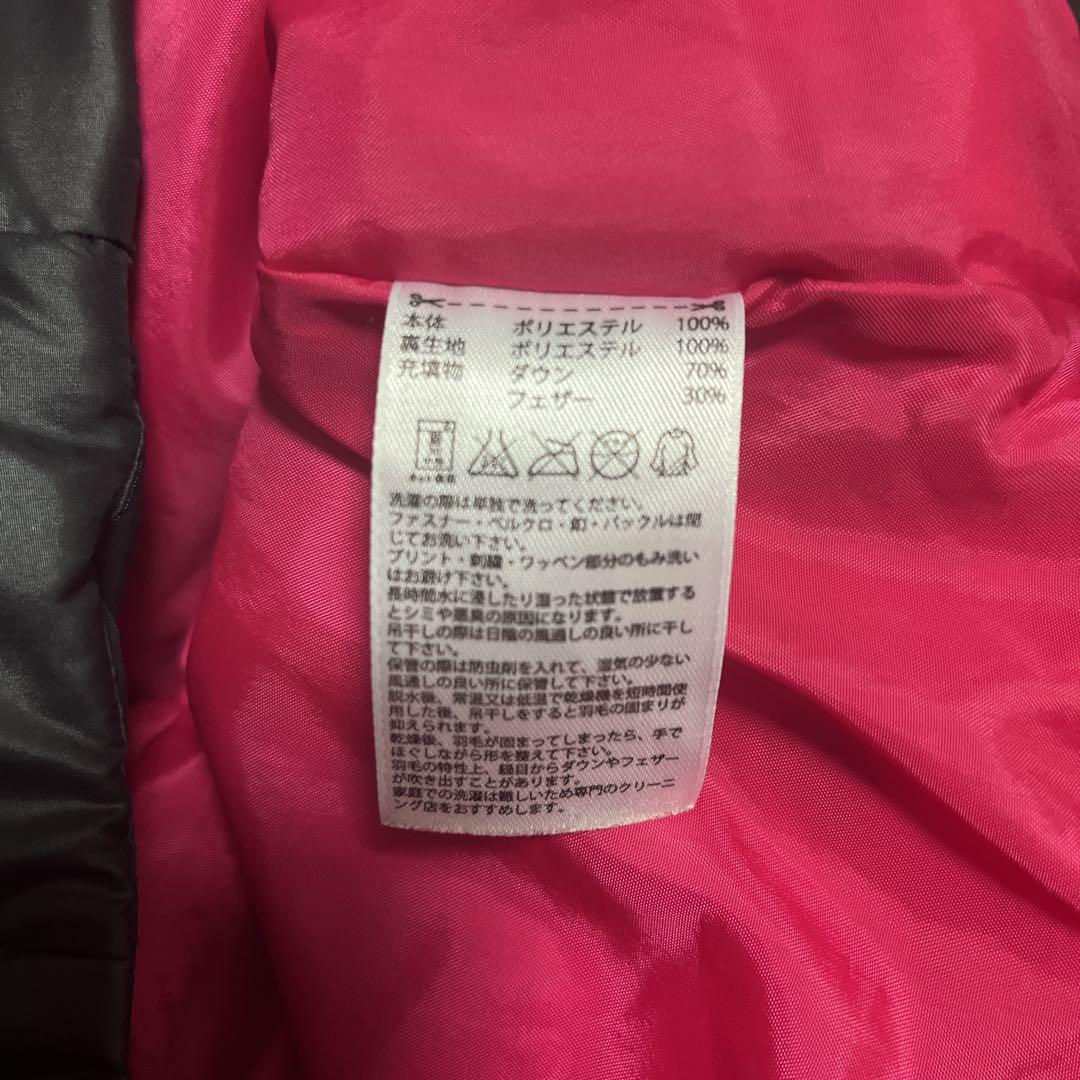 本体 ポリエステル 100%
裏生地 ポリエステル 100%
充填物 ダウン 70%
フェザー 30%
洗濯の際は単独で洗ってください。
ファスナー・ベルクロ・釦・バックルは閉
じてお洗い下さい。
プリント・刺繍・ワッペン部分のもみ洗い
はお避け下さい。
長時間水に浸したり湿った状態で放置する
とシミや悪臭の原因になります。
吊干しの際は日陰の風通しの良い所に干し
て下さい。
保管の際は防虫剤を入れて、湿気の少ない
風通しの良い所に保管して下さい。
脱水後、常温又は低温で乾燥機を短時間使
用した後、吊干しをすると羽毛の固まりが
抑えられます。
乾燥後、羽毛が固まってしまったら、手で
ほぐしながら形を整えて下さい。
羽毛の特性上、縫目からダウンやフェザー
が吹き出すことがあります。
家庭での洗濯は難しいため専門のクリーニ
ング店をおすすめします。